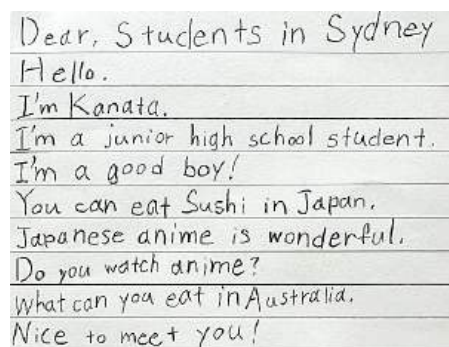 Dear, Students in Sydney
Hello.
I'm Kanata.
I'm a junior high school student.
I'm a good boy!
You can eat Sushi in Japan.
Japanese anime is wonderful.
Do you watch anime?
What can you eat in Australia.
Nice to meet you!